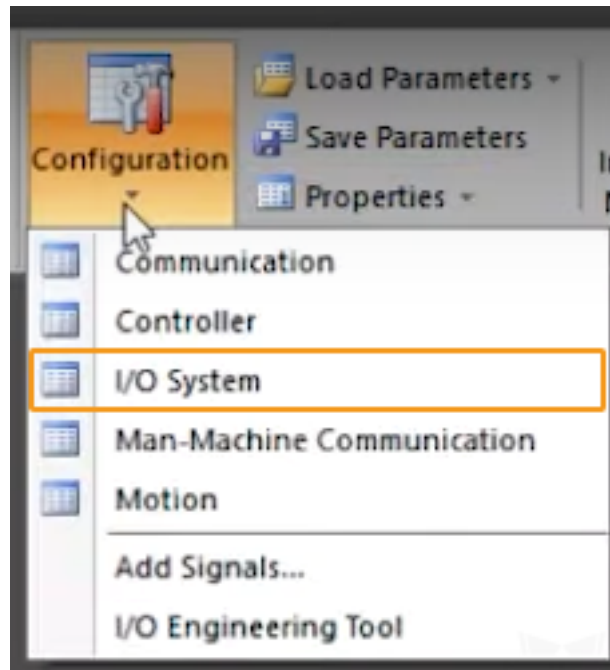 Configuration
Load Parameters
Save Parameters
Properties
Communication
Controller
I/O System
Man-Machine Communication
Motion
Add Signals...
I/O Engineering Tool